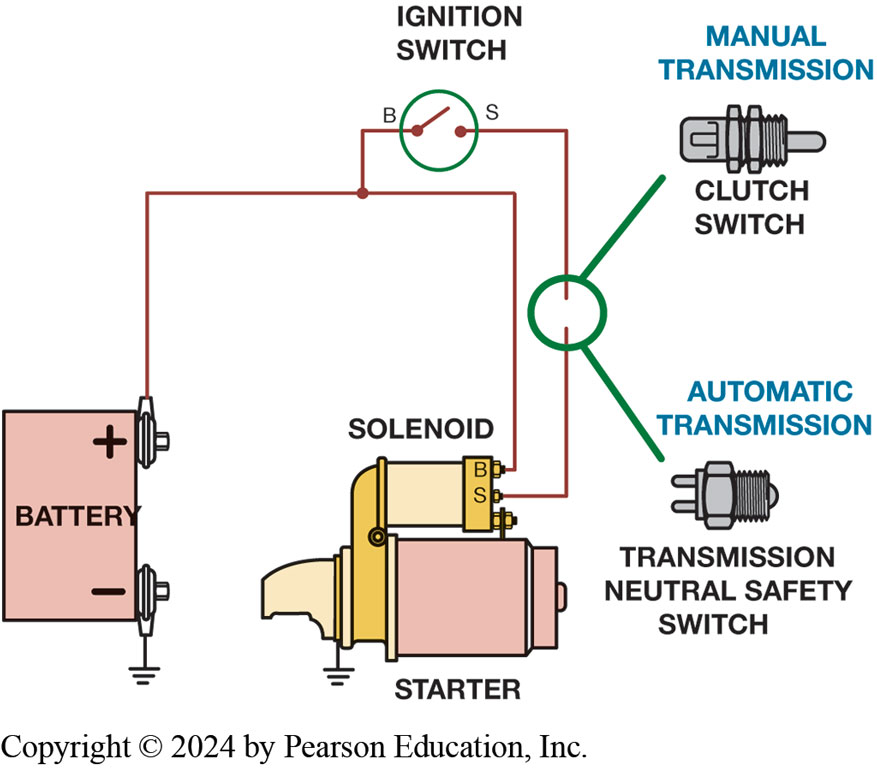 IGNITION
SWITCH
B
S
MANUAL
TRANSMISSION
CLUTCH
SWITCH
AUTOMATIC
TRANSMISSION
TRANSMISSION
NEUTRAL SAFETY
SWITCH
+
BATTERY
−
SOLENOID
B
S
STARTER
Copyright © 2024 by Pearson Education, Inc.